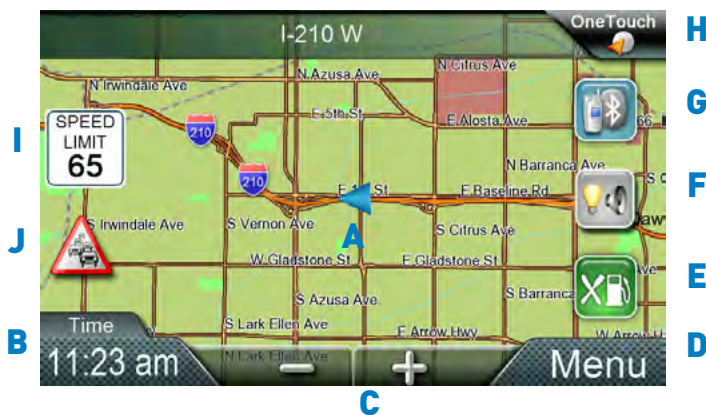 I-210 W
OneTouch
H
N Citrus Ave
N Azusa Ave
N Irwindale Ave
G
E 5th St
E Alosta Ave
66
SPEED
LIMIT
65
I
210
N Barranca Ave
210
F
E Baseline Rd
A
S Irwindale Ave
S Vernon Ave
S Citrus Ave
J
W Gladstone St
E Gladstone St
E
S Azusa Ave
S Barranca
Time
S Lark Ellen Ave
E Arrow Hwy
B
11:23 am
N Lark Ellen Ave
−
+
Menu
D
C